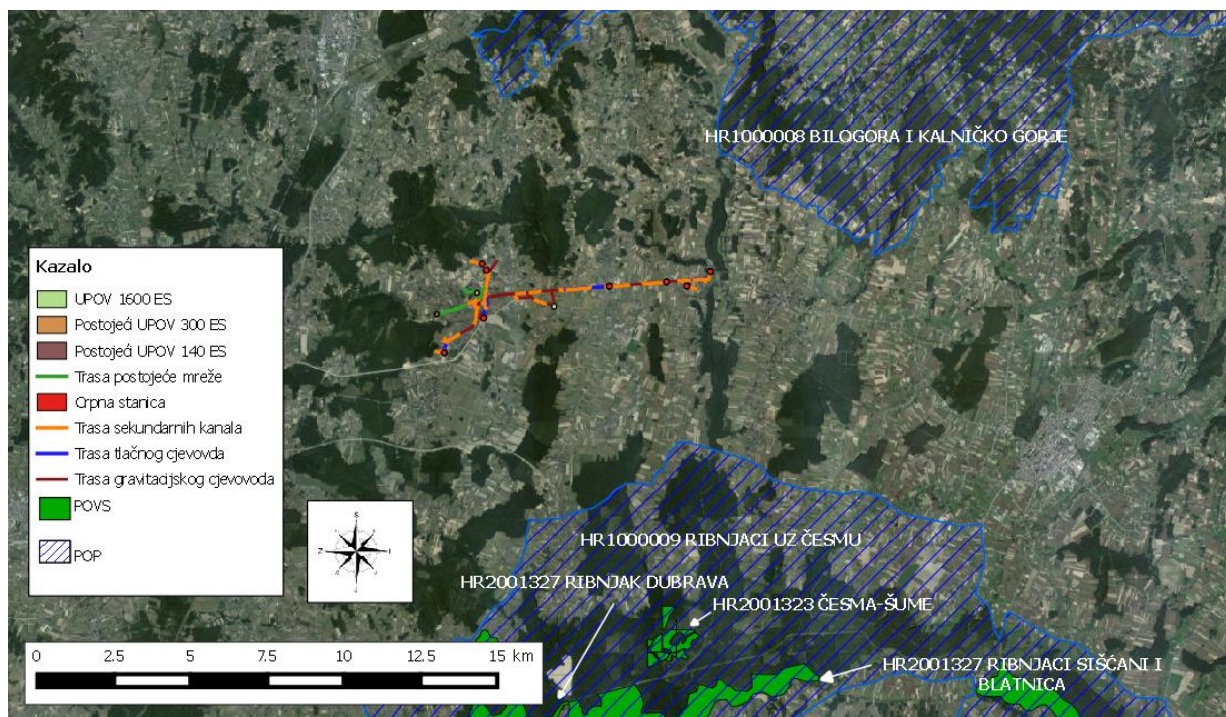 HR1000008 BILOGORA I KALNIČKO GORJE
Kazalo
UPOV 1600 ES
Postojeći UPOV 300 ES
Postojeći UPOV 140 ES
Trasa postojeće mreže
Crpna stanica
Trasa sekundarnih kanala
Trasa tlačnog cjevovda
Trasa gravitacijskog cjevovoda
POVS
POP
HR1000009 RIBNJACI UZ ČESMU
HR2001327 RIBNJAK DUBRAVA
HR2001323 ČESMA-ŠUME
HR2001327 RIBNJACI SIŠĆANI I
BLATNICA
0 2.5 5 7.5 10 12.5 15 km